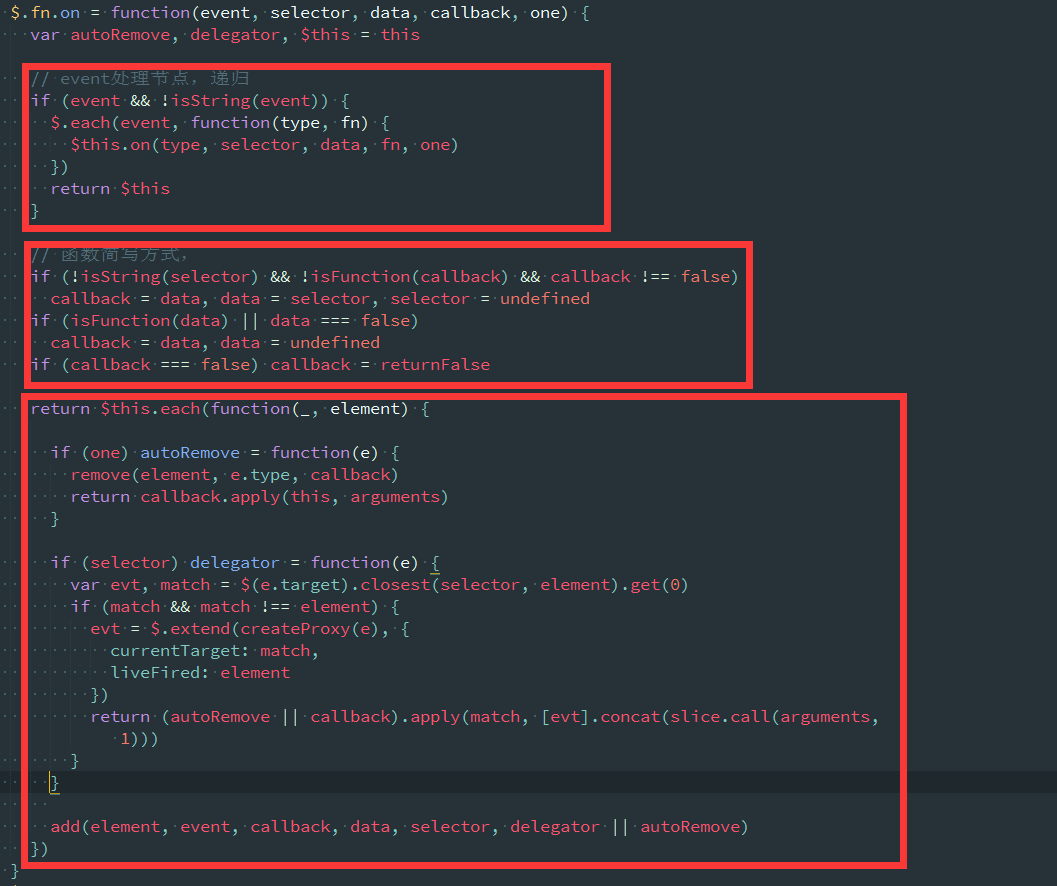 $.fn.on = function(event, selector, data, callback, one) {
var autoRemove, delegator, $this = this
// event处理节点，递归
if (event && !isString(event)) {
$.each(event, function(type, fn) {
$this.on(type, selector, data, fn, one)
})
return $this
}
// 函数简写方式，
if (!isString(selector) && !isFunction(callback) && callback !== false)
callback = data, data = selector, selector = undefined
if (isFunction(data) || data === false)
callback = data, data = undefined
if (callback === false) callback = returnFalse
return $this.each(function(_, element) {
if (one) autoRemove = function(e) {
remove(element, e.type, callback)
return callback.apply(this, arguments)
}
if (selector) delegator = function(e) {
var evt, match = $(e.target).closest(selector, element).get(0)
if (match && match !== element) {
evt = $.extend(createProxy(e), {
currentTarget: match,
liveFired: element
})
return (autoRemove || callback).apply(match, [evt].concat(slice.call(arguments,
1)))
}
}
add(element, event, callback, data, selector, delegator || autoRemove)
})
}